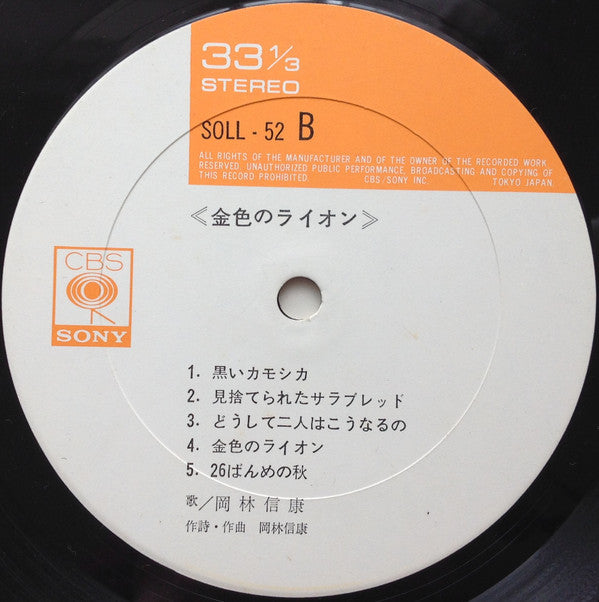 33 1/3
STEREO
SOLL - 52 B
ALL RIGHTS OF THE MANUFACTURER AND OF THE OWNER OF THE RECORDED WORK
RESERVED. UNAUTHORIZED PUBLIC PERFORMANCE, BROADCASTING AND COPYING OF
THIS RECORD PROHIBITED. CBS/SONY INC. TOKYO JAPAN.
《金色のライオン》
CBS
SONY
1. 黒いカモシカ
2. 見捨てられたサラブレッド
3. どうして二人はこうなるの
4. 金色のライオン
5. 26ばんめの秋
歌/岡林信康
作詩・作曲 岡林信康